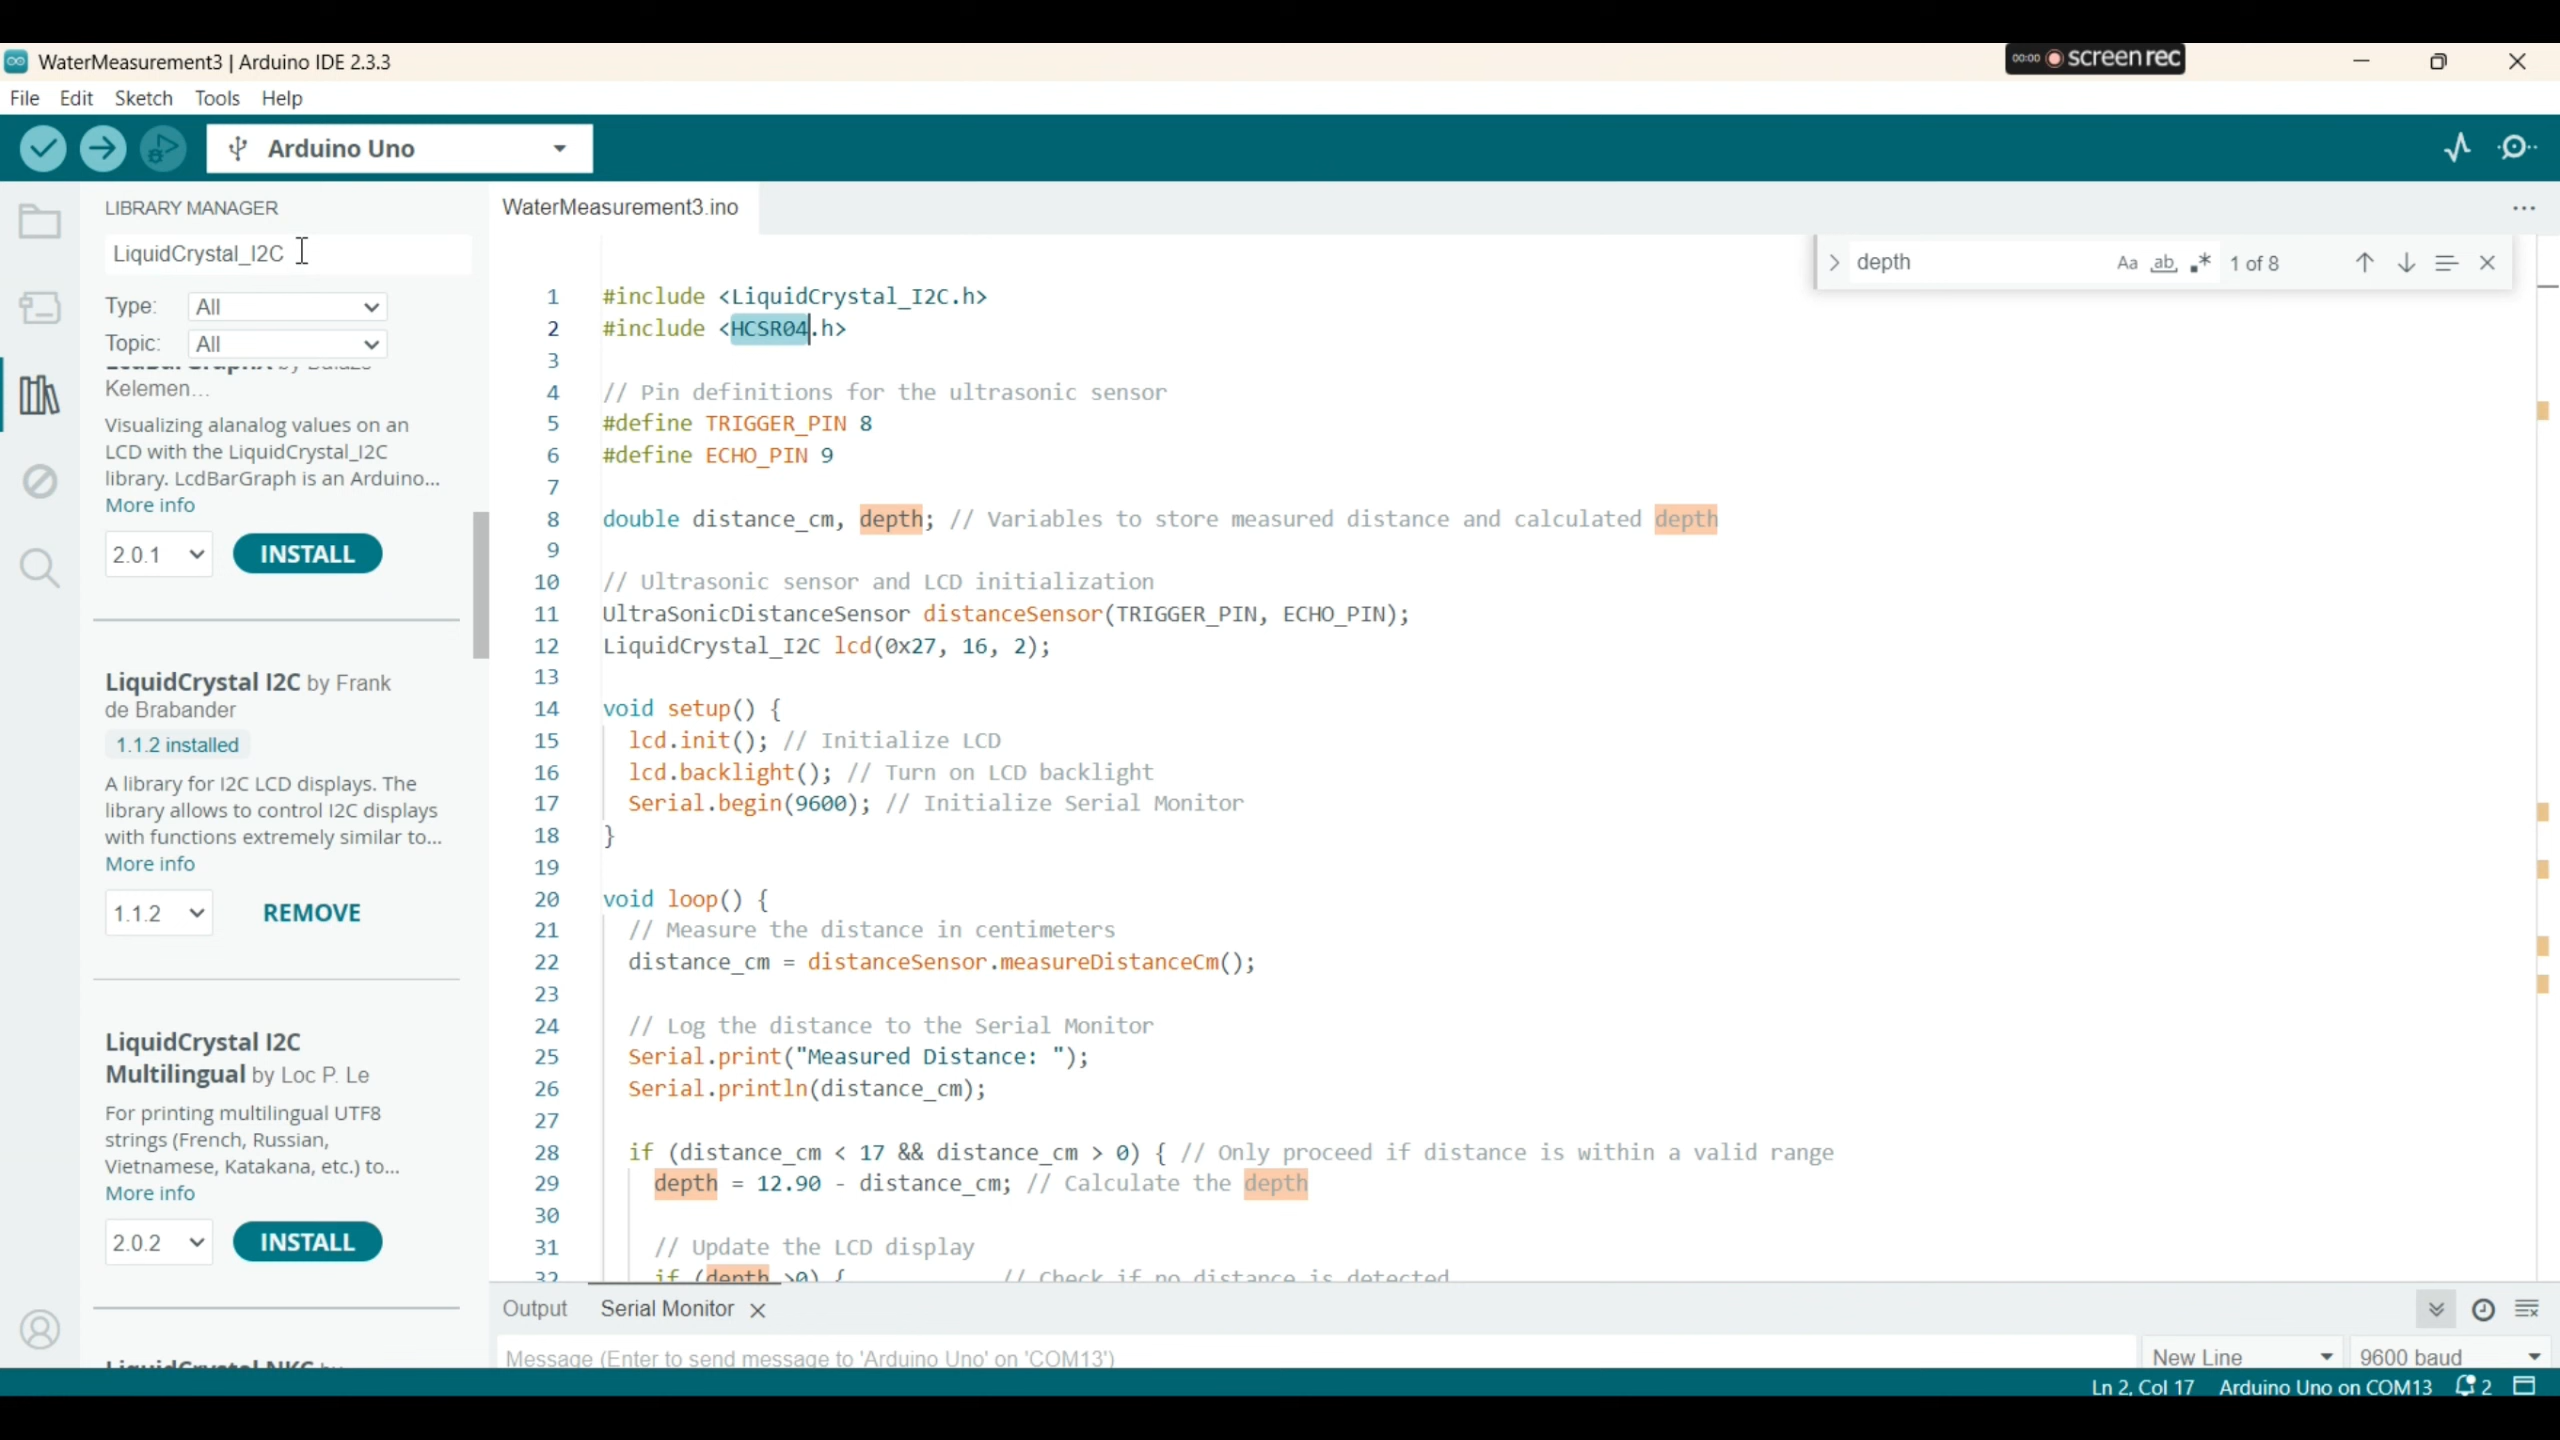 WaterMeasurement3 | Arduino IDE 2.3.3
00:00 screenrec
File Edit Sketch Tools Help
Arduino Uno
LIBRARY MANAGER
LiquidCrystal_I2C
Type: All
Topic: All
Kelemen...
Visualizing alanalog values on an
LCD with the LiquidCrystal_I2C
library. LcdBarGraph is an Arduino...
More info
2.0.1 INSTALL
LiquidCrystal I2C by Frank
de Brabander
1.1.2 installed
A library for I2C LCD displays. The
library allows to control I2C displays
with functions extremely similar to...
More info
1.1.2 REMOVE
LiquidCrystal I2C
Multilingual by Loc P. Le
For printing multilingual UTF8
strings (French, Russian,
Vietnamese, Katakana, etc.) to...
More info
2.0.2 INSTALL
LiquidCrystal NKC by
WaterMeasurement3.ino
depth Aa ab 1 of 8
1 #include <LiquidCrystal_I2C.h>
2 #include <HCSR04.h>
3
4 // Pin definitions for the ultrasonic sensor
5 #define TRIGGER_PIN 8
6 #define ECHO_PIN 9
7
8 double distance_cm, depth; // Variables to store measured distance and calculated depth
9
10 // Ultrasonic sensor and LCD initialization
11 UltraSonicDistanceSensor distanceSensor(TRIGGER_PIN, ECHO_PIN);
12 LiquidCrystal_I2C lcd(0x27, 16, 2);
13
14 void setup() {
15 lcd.init(); // Initialize LCD
16 lcd.backlight(); // Turn on LCD backlight
17 Serial.begin(9600); // Initialize Serial Monitor
18 }
19
20 void loop() {
21 // Measure the distance in centimeters
22 distance_cm = distanceSensor.measureDistanceCm();
23
24 // Log the distance to the Serial Monitor
25 Serial.print("Measured Distance: ");
26 Serial.println(distance_cm);
27
28 if (distance_cm < 17 && distance_cm > 0) { // Only proceed if distance is within a valid range
29 depth = 12.90 - distance_cm; // Calculate the depth
30
31 // Update the LCD display
32 if (depth >0) { // Check if no distance is detected
Output Serial Monitor
Message (Enter to send message to 'Arduino Uno' on 'COM13')
New Line 9600 baud
Ln 2, Col 17 Arduino Uno on COM13 2